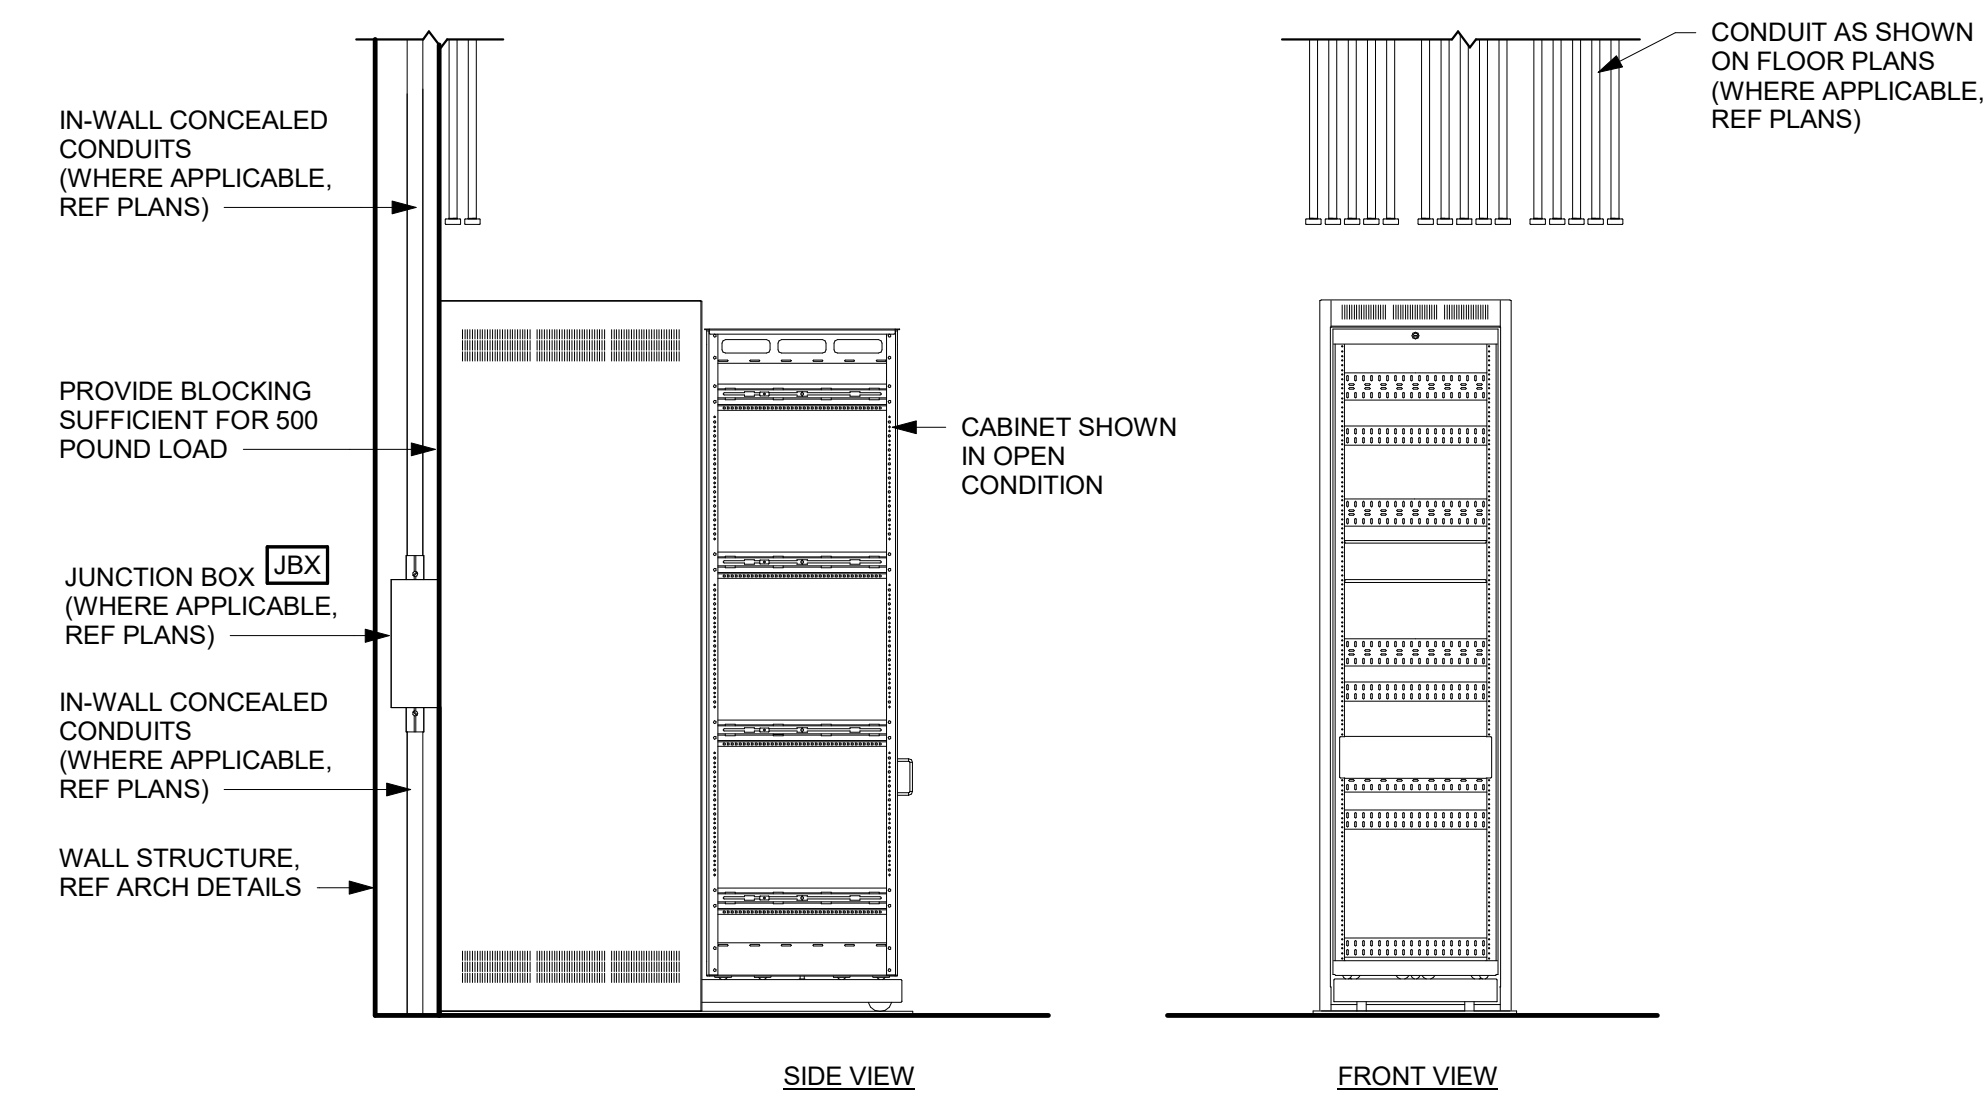 CONDUIT AS SHOWN
ON FLOOR PLANS
(WHERE APPLICABLE,
REF PLANS)
IN-WALL CONCEALED
CONDUITS
(WHERE APPLICABLE,
REF PLANS)
PROVIDE BLOCKING
SUFFICIENT FOR 500
POUND LOAD
CABINET SHOWN
IN OPEN
CONDITION
JUNCTION BOX JBX
(WHERE APPLICABLE,
REF PLANS)
IN-WALL CONCEALED
CONDUITS
(WHERE APPLICABLE,
REF PLANS)
WALL STRUCTURE,
REF ARCH DETAILS
SIDE VIEW
FRONT VIEW